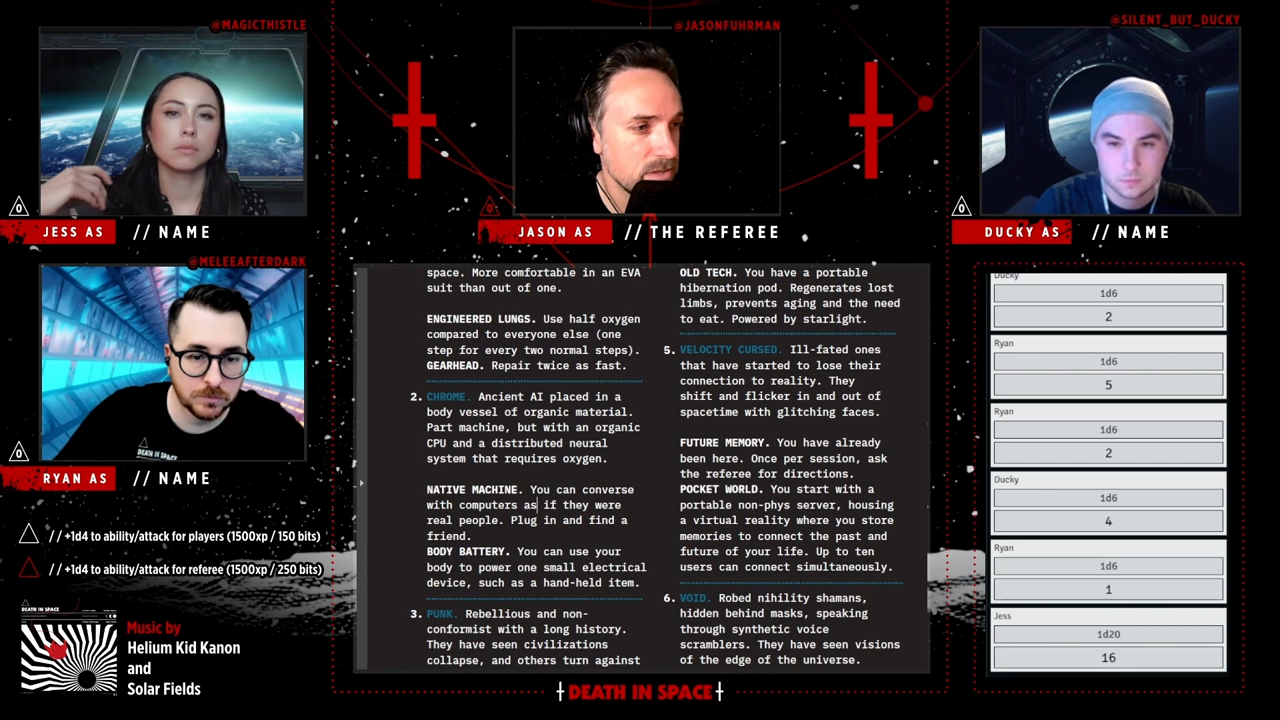 @MAGICTHISTLE
@JASONFUHRMAN
@SILENT_BUT_DUCKY
0
JESS AS // NAME
0
JASON AS // THE REFEREE
0
DUCKY AS // NAME
@MELEEAFTERDARK
DEATH IN SPACE
0
RYAN AS // NAME
// +1d4 to ability/attack for players (1500xp / 150 bits)
// +1d4 to ability/attack for referee (1500xp / 250 bits)
DEATH IN SPACE
Music by
Helium Kid Kanon
and
Solar Fields
space. More comfortable in an EVA
suit than out of one.
ENGINEERED LUNGS. Use half oxygen
compared to everyone else (one
step for every two normal steps).
GEARHEAD. Repair twice as fast.
2. CHROME. Ancient AI placed in a
body vessel of organic material.
Part machine, but with an organic
CPU and a distributed neural
system that requires oxygen.
NATIVE MACHINE. You can converse
with computers as if they were
real people. Plug in and find a
friend.
BODY BATTERY. You can use your
body to power one small electrical
device, such as a hand-held item.
3. PUNK. Rebellious and non-
conformist with a long history.
They have seen civilizations
collapse, and others turn against
OLD TECH. You have a portable
hibernation pod. Regenerates lost
limbs, prevents aging and the need
to eat. Powered by starlight.
5. VELOCITY CURSED. Ill-fated ones
that have started to lose their
connection to reality. They
shift and flicker in and out of
spacetime with glitching faces.
FUTURE MEMORY. You have already
been here. Once per session, ask
the referee for directions.
POCKET WORLD. You start with a
portable non-phys server, housing
a virtual reality where you store
memories to connect the past and
future of your life. Up to ten
users can connect simultaneously.
6. VOID. Robed nihility shamans,
hidden behind masks, speaking
through synthetic voice
scramblers. They have seen visions
of the edge of the universe.
Ducky
1d6
2
Ryan
1d6
5
Ryan
1d6
2
Ducky
1d6
4
Ryan
1d6
1
Jess
1d20
16
DEATH IN SPACE